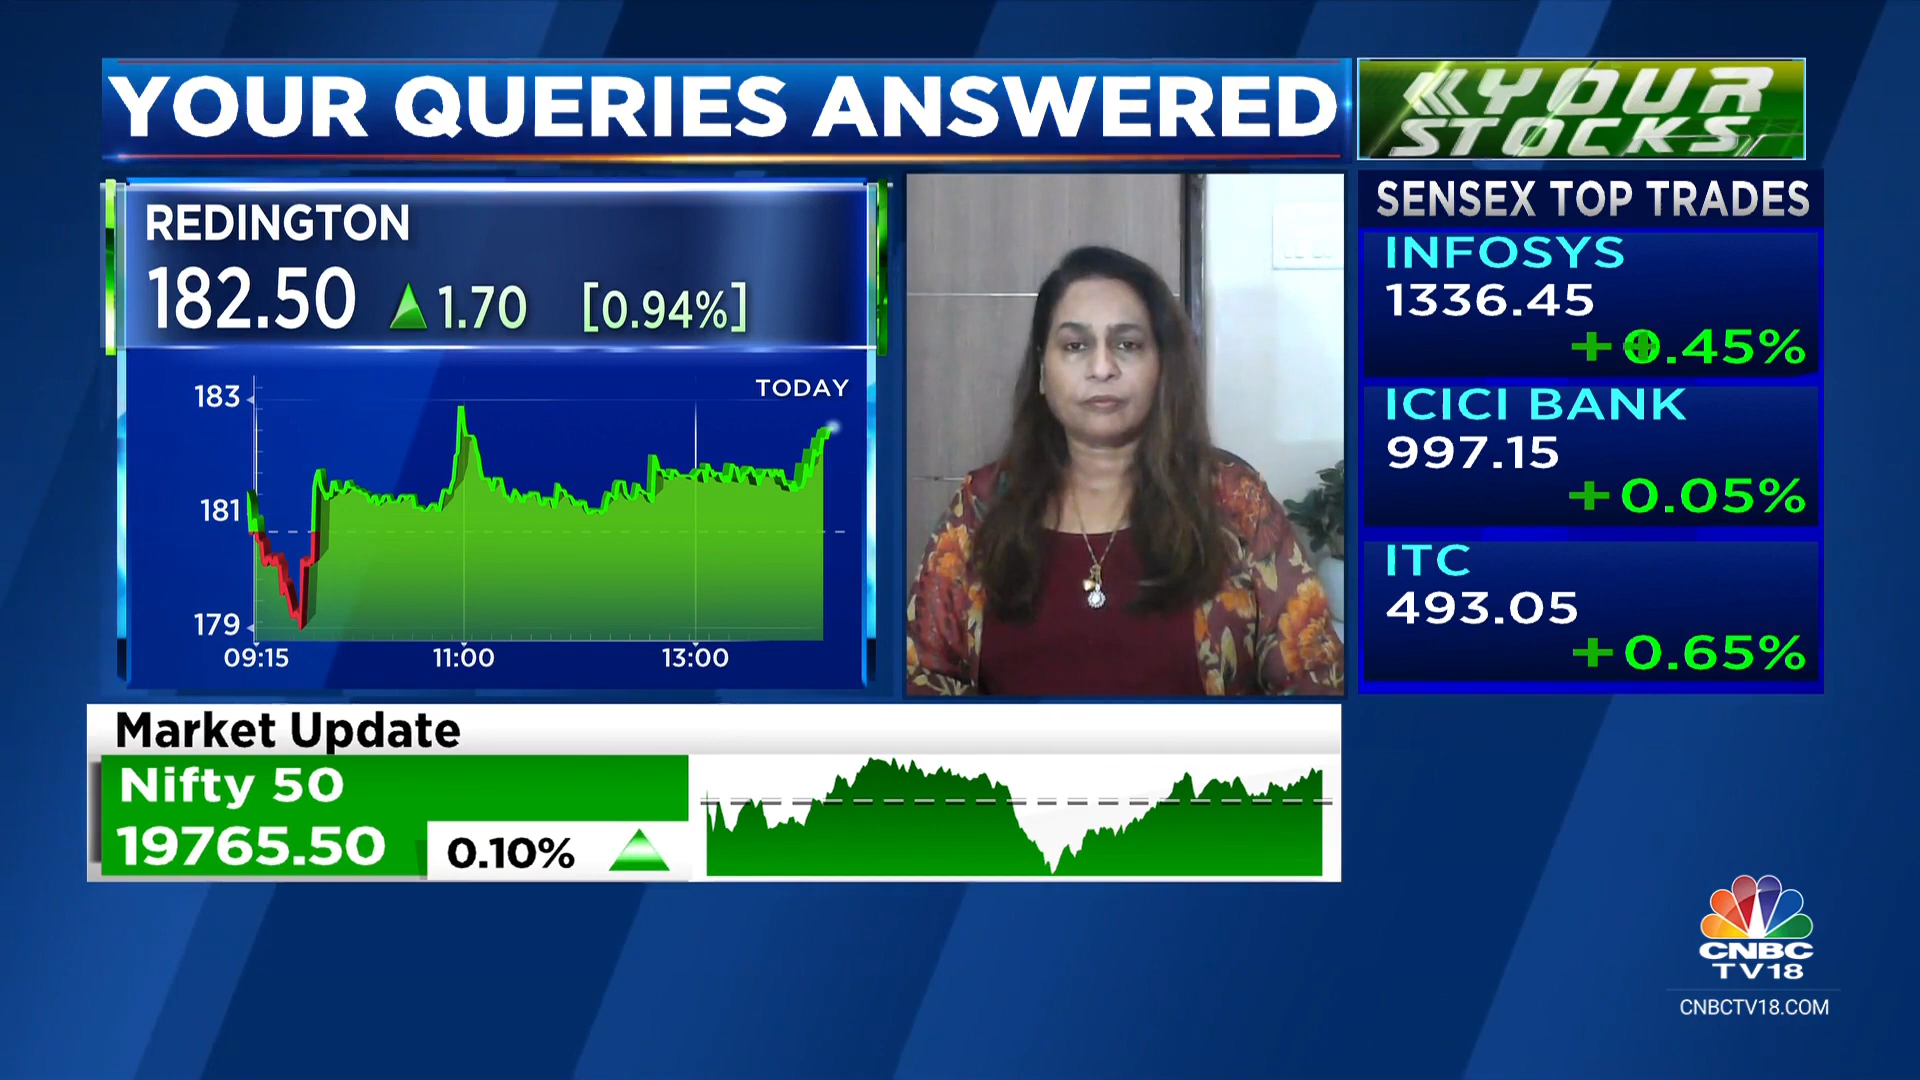 YOUR QUERIES ANSWERED
YOUR
STOCKS
REDINGTON
182.50 1.70 [0.94%]
TODAY
183
181
179
09:15 11:00 13:00
SENSEX TOP TRADES
INFOSYS
1336.45
+0.45%
ICICI BANK
997.15
+0.05%
ITC
493.05
+0.65%
Market Update
Nifty 50
19765.50 0.10%
CNBC
TV18
CNBCTV18.COM